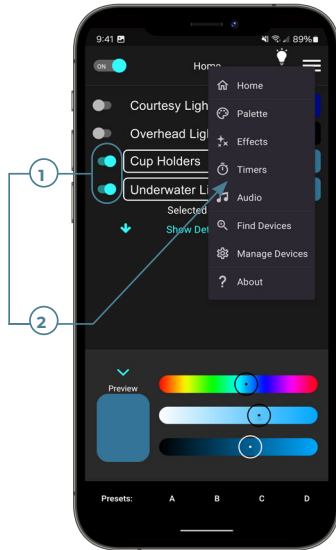 9:41 89%
ON Home
Home
Palette
Courtesy Ligh
Effects
Overhead Ligh
1 Cup Holders
Timers
Underwater Li
Audio
Selected
Show Det
Find Devices
2
Manage Devices
? About
Preview
Presets: A B C D